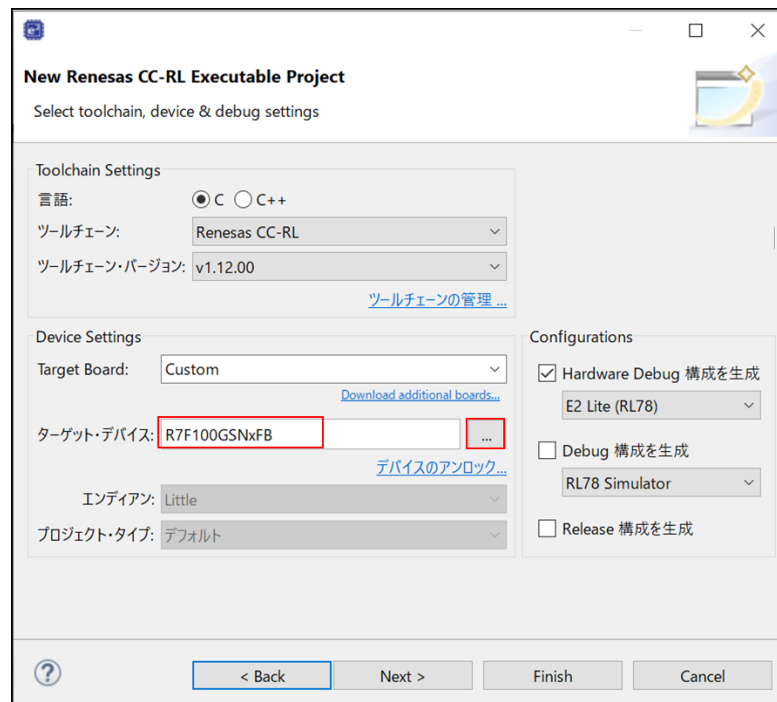 New Renesas CC-RL Executable Project
Select toolchain, device & debug settings
Toolchain Settings
言語: C C++
ツールチェーン: Renesas CC-RL
ツールチェーン・バージョン: v1.12.00
ツールチェーンの管理 ...
Device Settings
Target Board: Custom
Download additional boards...
ターゲット・デバイス: R7F100GSNxFB ...
デバイスのアンロック...
エンディアン: Little
プロジェクト・タイプ: デフォルト
Configurations
Hardware Debug 構成を生成
E2 Lite (RL78)
Debug 構成を生成
RL78 Simulator
Release 構成を生成
? < Back Next > Finish Cancel